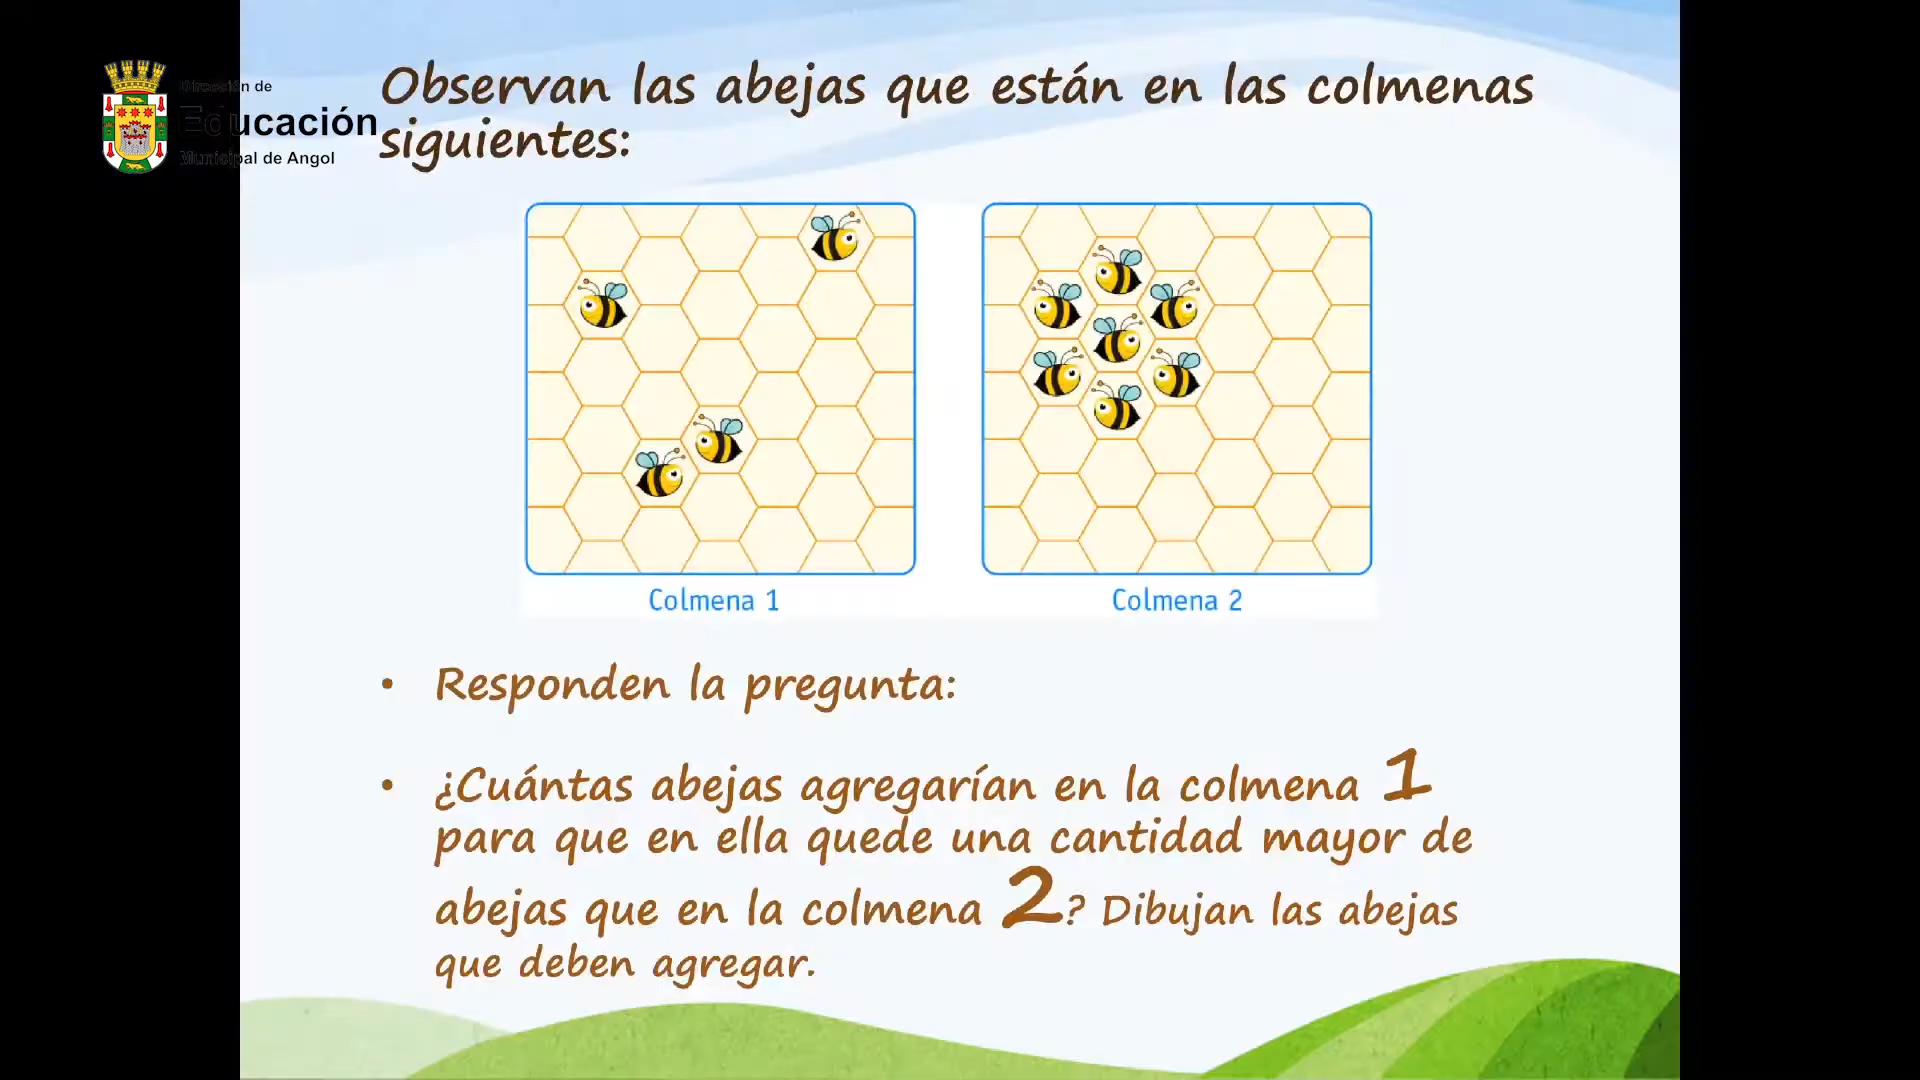 Dirección de
Educación
Municipal de Angol
Observan las abejas que están en las colmenas
siguientes:
Colmena 1
Colmena 2
• Responden la pregunta:
• ¿Cuántas abejas agregarían en la colmena 1
para que en ella quede una cantidad mayor de
abejas que en la colmena 2? Dibujan las abejas
que deben agregar.